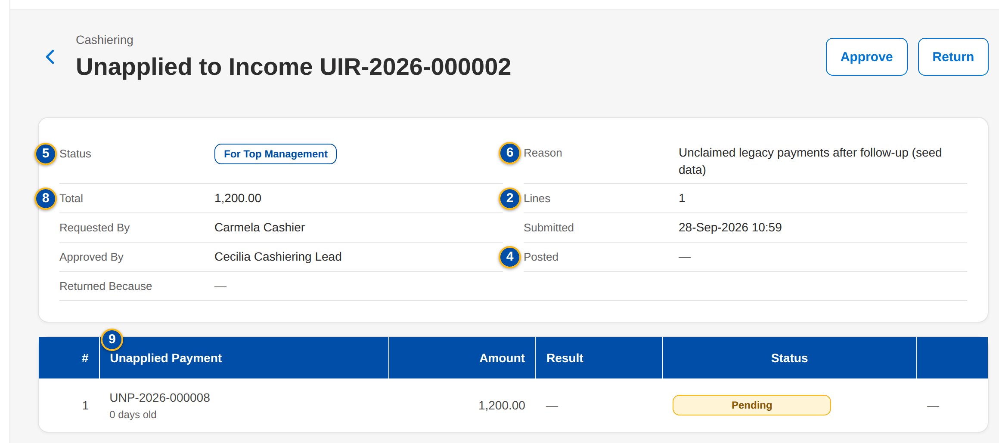 Cashiering
Unapplied to Income UIR-2026-000002
Approve
Return
5
Status
For Top Management
6
Reason
Unclaimed legacy payments after follow-up (seed
data)
8
Total
1,200.00
2
Lines
1
Requested By
Carmela Cashier
Submitted
28-Sep-2026 10:59
Approved By
Cecilia Cashiering Lead
4
Posted
—
Returned Because
—
9
#
Unapplied Payment
Amount
Result
Status
1
UNP-2026-000008
0 days old
1,200.00
—
Pending
—